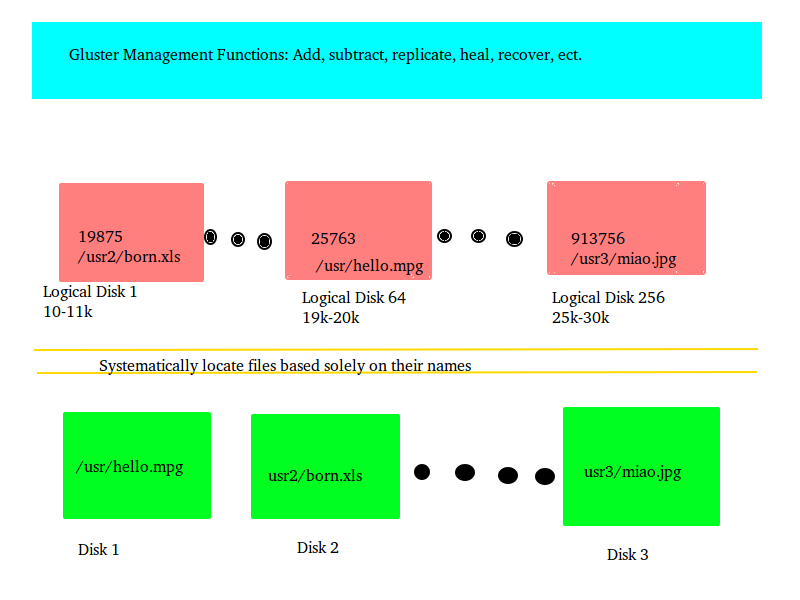 Gluster Management Functions: Add, subtract, replicate, heal, recover, ect.
19875
/usr2/born.xls
25763
/usr/hello.mpg
913756
/usr3/miao.jpg
Logical Disk 1
10-11k
Logical Disk 64
19k-20k
Logical Disk 256
25k-30k
Systematically locate files based solely on their names
/usr/hello.mpg
usr2/born.xls
usr3/miao.jpg
Disk 1
Disk 2
Disk 3